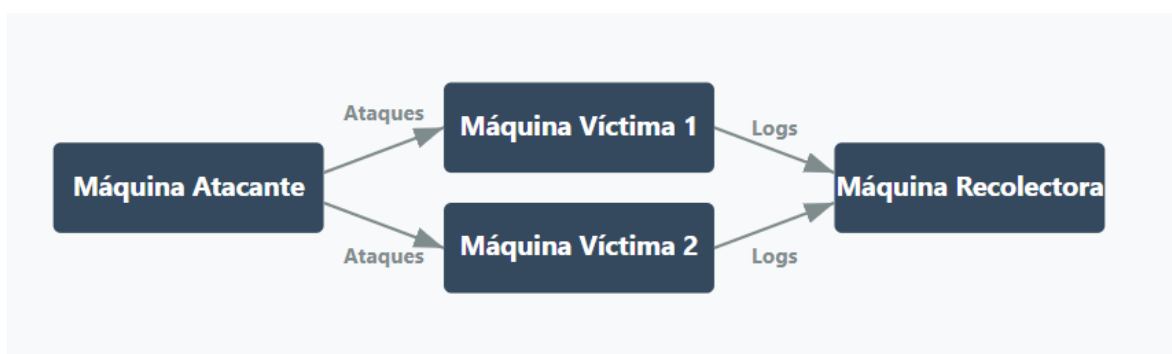 Ataques
Máquina Víctima 1
Logs
Máquina Atacante
Máquina Recolectora
Máquina Víctima 2
Ataques
Logs